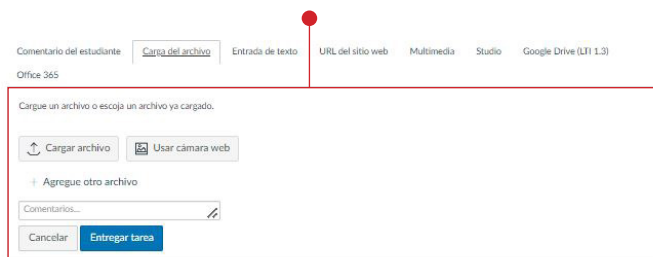 Comentario del estudiante Carga del archivo Entrada de texto URL del sitio web Multimedia Studio Google Drive (LTI 1.3)
Office 365
Cargue un archivo o escoja un archivo ya cargado.
Cargar archivo Usar cámara web
+ Agregue otro archivo
Comentarios...
Cancelar Entregar tarea